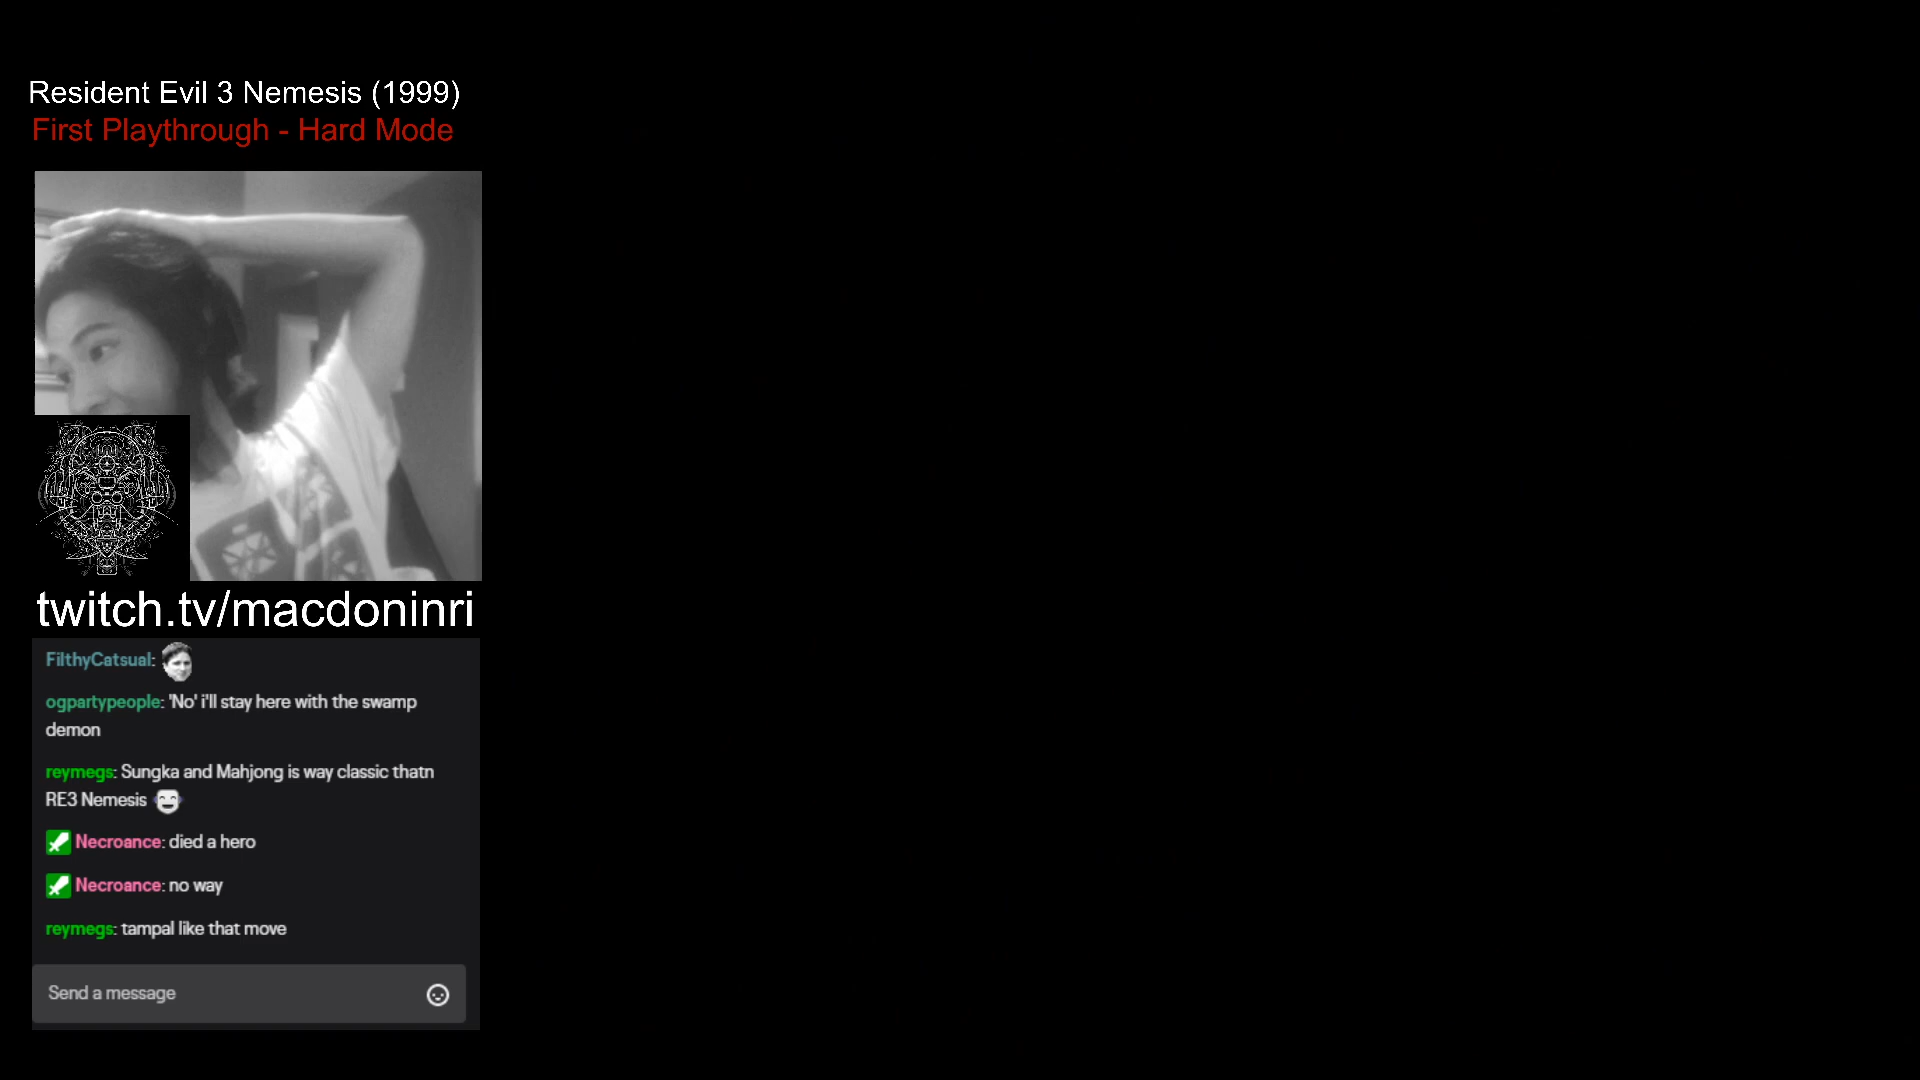 Resident Evil 3 Nemesis (1999)
First Playthrough - Hard Mode
twitch.tv/macdoninri
FilthyCatsual:
ogpartypeople: 'No' i'll stay here with the swamp
demon
reymegs: Sungka and Mahjong is way classic thatn
RE3 Nemesis
Necroance: died a hero
Necroance: no way
reymegs: tampal like that move
Send a message